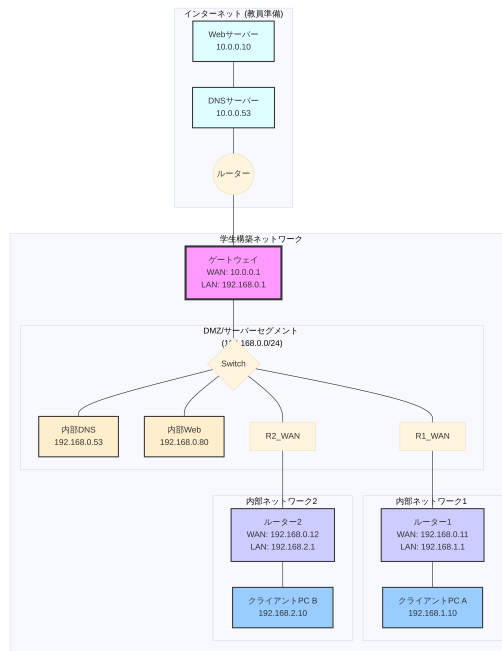 インターネット (教員準備)
Webサーバー
10.0.0.10
DNSサーバー
10.0.0.53
ルーター
学生構築ネットワーク
ゲートウェイ
WAN: 10.0.0.1
LAN: 192.168.0.1
DMZ/サーバーセグメント
(192.168.0.0/24)
Switch
内部DNS
192.168.0.53
内部Web
192.168.0.80
R2_WAN
R1_WAN
内部ネットワーク2
ルーター2
WAN: 192.168.0.12
LAN: 192.168.2.1
クライアントPC B
192.168.2.10
内部ネットワーク1
ルーター1
WAN: 192.168.0.11
LAN: 192.168.1.1
クライアントPC A
192.168.1.10